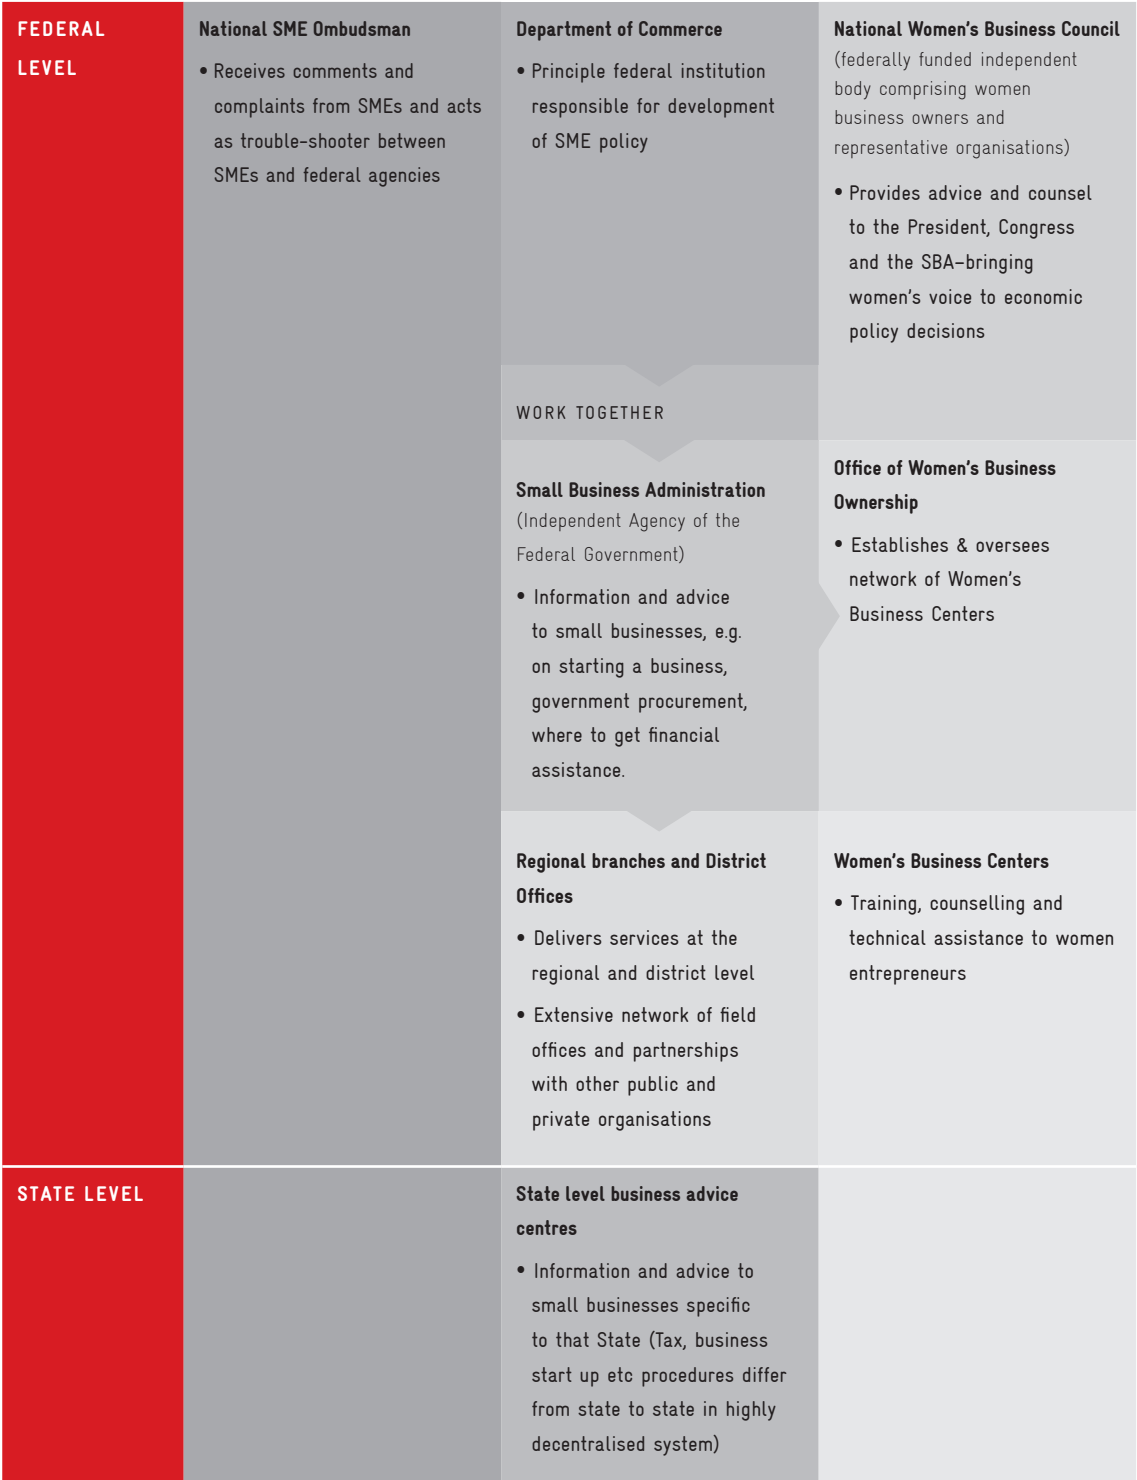 FEDERAL
LEVEL
National SME Ombudsman
• Receives comments and
complaints from SMEs and acts
as trouble-shooter between
SMEs and federal agencies
Department of Commerce
• Principle federal institution
responsible for development
of SME policy
National Women's Business Council
(federally funded independent
body comprising women
business owners and
representative organisations)
• Provides advice and counsel
to the President, Congress
and the SBA–bringing
women's voice to economic
policy decisions
WORK TOGETHER
Small Business Administration
(Independent Agency of the
Federal Government)
• Information and advice
to small businesses, e.g.
on starting a business,
government procurement,
where to get financial
assistance.
Office of Women's Business
Ownership
• Establishes & oversees
network of Women's
Business Centers
Regional branches and District
Offices
• Delivers services at the
regional and district level
• Extensive network of field
offices and partnerships
with other public and
private organisations
Women's Business Centers
• Training, counselling and
technical assistance to women
entrepreneurs
STATE LEVEL
State level business advice
centres
• Information and advice to
small businesses specific
to that State (Tax, business
start up etc procedures differ
from state to state in highly
decentralised system)